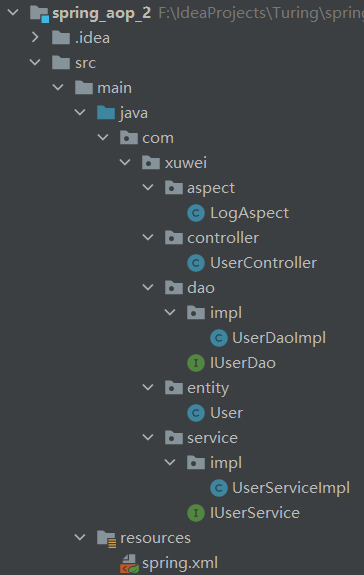 spring_aop_2 F:\IdeaProjects\Turing\spring
.idea
src
main
java
com
xuwei
aspect
C LogAspect
controller
C UserController
dao
impl
C UserDaoImpl
I IUserDao
entity
C User
service
impl
C UserServiceImpl
I IUserService
resources
spring.xml